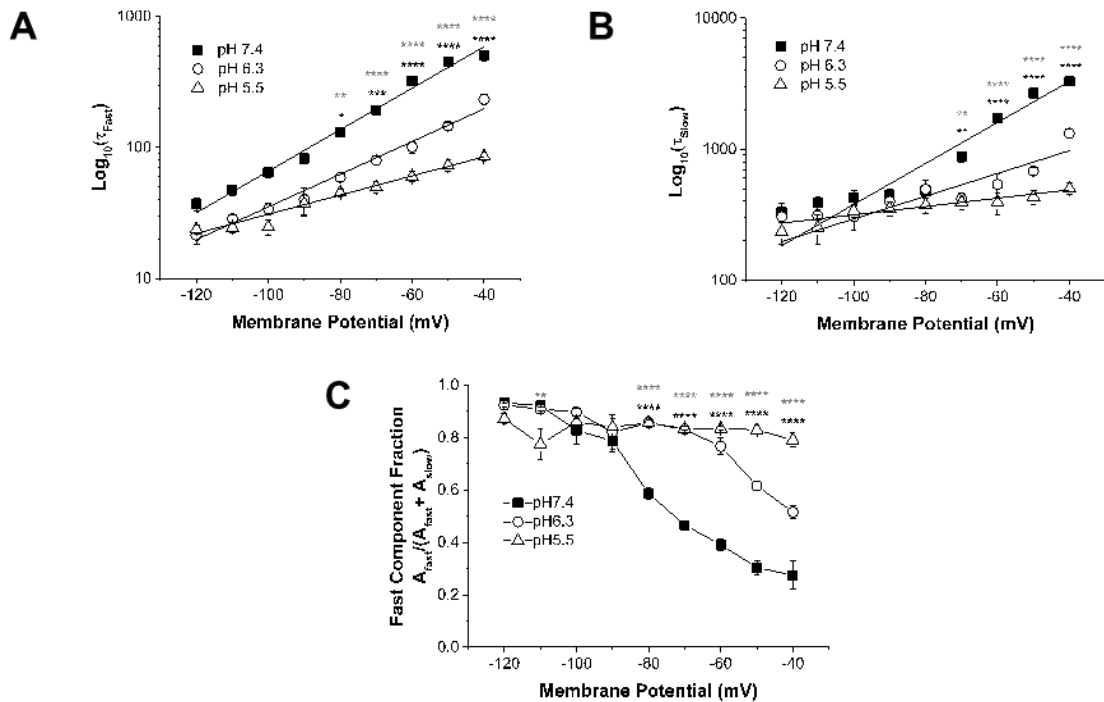 A
1000
100
10
Log10(τFast)
pH 7.4
pH 6.3
pH 5.5
**** **** **** **** **
**** **** **** *** *
-120 -100 -80 -60 -40
Membrane Potential (mV)
B
10000
1000
100
Log10(τSlow)
pH 7.4
pH 6.3
pH 5.5
**** **** **** **
**** **** **** **
-120 -100 -80 -60 -40
Membrane Potential (mV)
C
1.0
0.8
0.6
0.4
0.2
0.0
Fast Component Fraction
Afast/(Afast + Aslow)
** **** **** **** **** ****
**** **** **** **** ****
pH7.4
pH6.3
pH5.5
-120 -100 -80 -60 -40
Membrane Potential (mV)